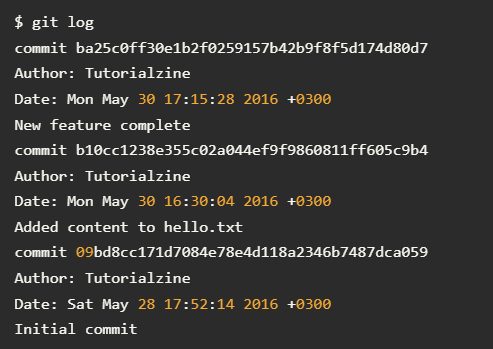 $ git log
commit ba25c0ff30e1b2f0259157b42b9f8f5d174d80d7
Author: Tutorialzine
Date: Mon May 30 17:15:28 2016 +0300
New feature complete
commit b10cc1238e355c02a044ef9f9860811ff605c9b4
Author: Tutorialzine
Date: Mon May 30 16:30:04 2016 +0300
Added content to hello.txt
commit 09bd8cc171d7084e78e4d118a2346b7487dca059
Author: Tutorialzine
Date: Sat May 28 17:52:14 2016 +0300
Initial commit